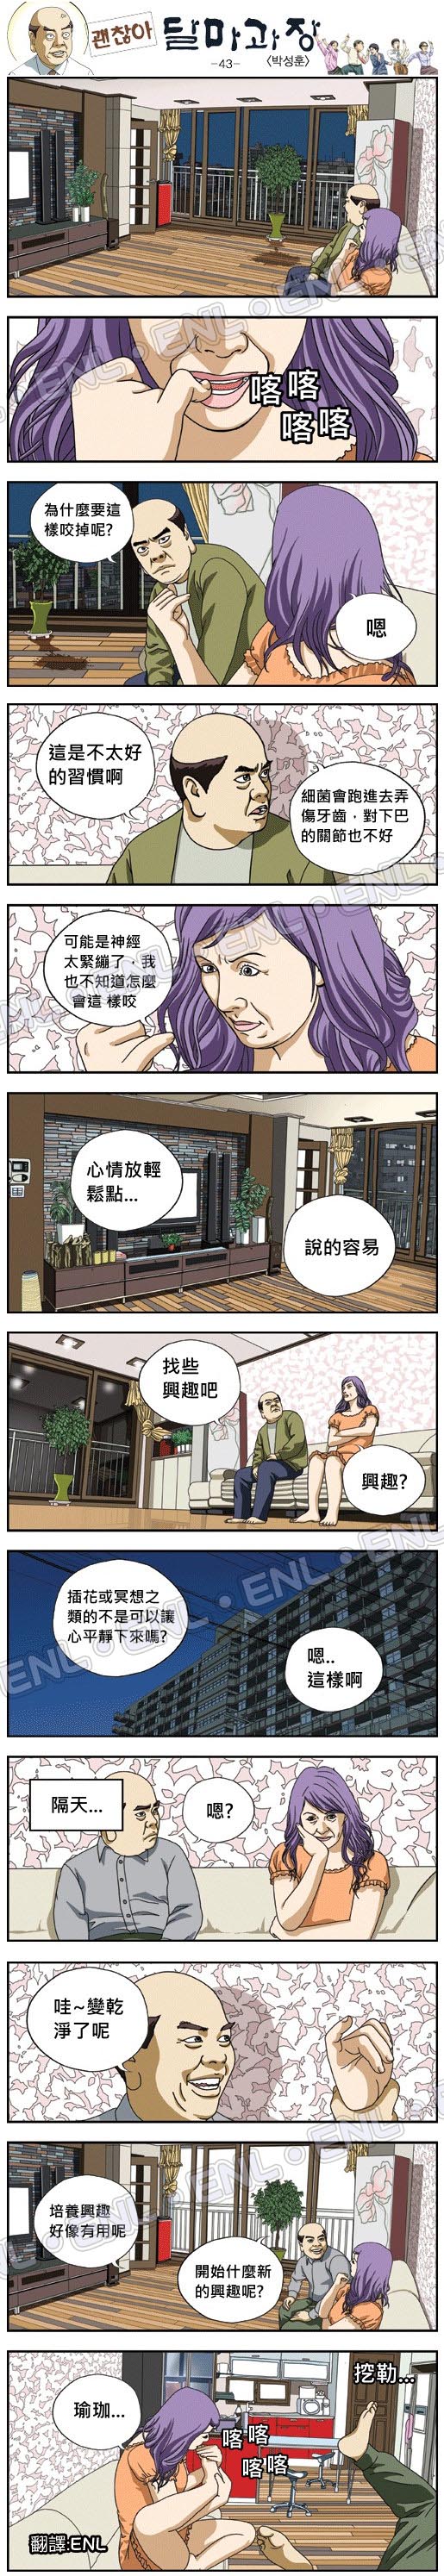 괜찮아
달마과장
-43-
<박성훈>
喀喀
喀喀
為什麼要這
樣咬掉呢?
嗯
這是不太好
的習慣啊
細菌會跑進去弄
傷牙齒,對下巴
的關節也不好
可能是神經
太緊繃了,我
也不知道怎麼
會這樣咬
心情放輕
鬆點...
說的容易
找些
興趣吧
興趣?
插花或冥想之
類的不是可以讓
心平靜下來嗎?
嗯..
這樣啊
隔天...
嗯?
哇~變乾
淨了呢
培養興趣
好像有用呢
開始什麼新
的興趣呢?
挖勒...
瑜珈...
喀喀
喀喀
翻譯:ENL